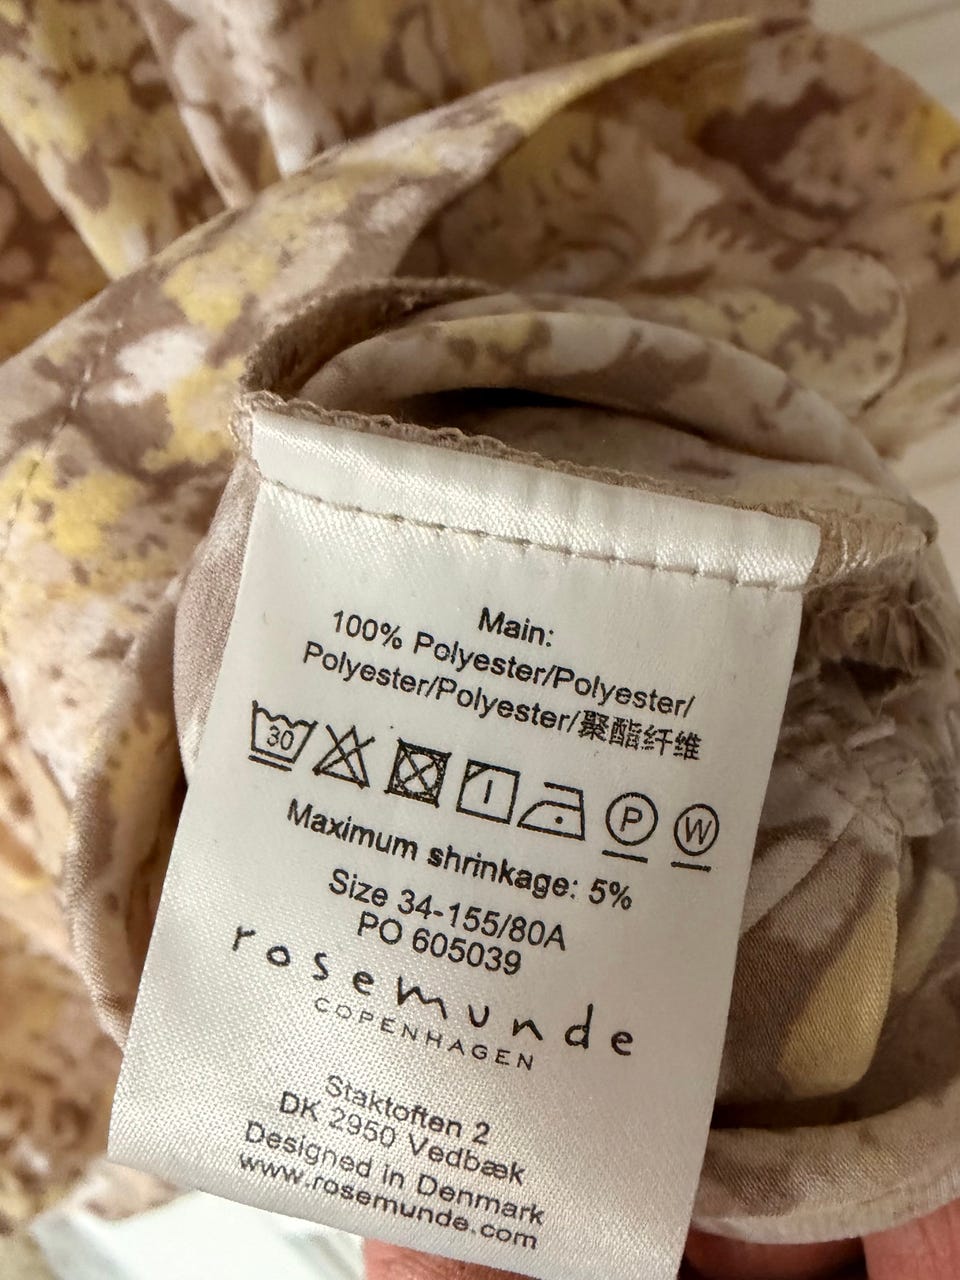 Main:
100% Polyester/Polyester/
Polyester/Polyester/Polyester/聚酯纤维
30 P W
Maximum shrinkage: 5%
Size 34-155/80A
PO 605039
rosemunde
COPENHAGEN
Staktoften 2
DK 2950 Vedbæk
Designed in Denmark
www.rosemunde.com